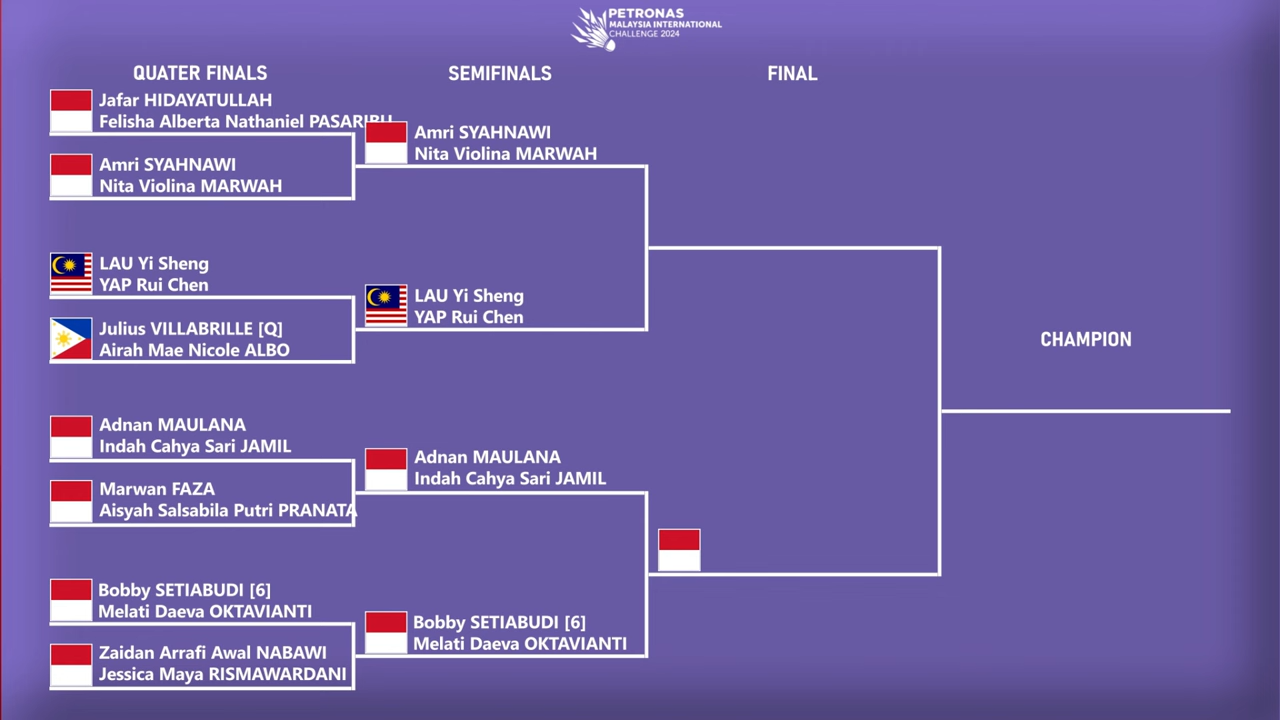 PETRONAS
MALAYSIA INTERNATIONAL
CHALLENGE 2024
QUATER FINALS
SEMIFINALS
FINAL
Jafar HIDAYATULLAH
Felisha Alberta Nathaniel PASARIBU
Amri SYAHNAWI
Nita Violina MARWAH
LAU Yi Sheng
YAP Rui Chen
Julius VILLABRILLE [Q]
Airah Mae Nicole ALBO
Adnan MAULANA
Indah Cahya Sari JAMIL
Marwan FAZA
Aisyah Salsabila Putri PRANATA
Bobby SETIABUDI [6]
Melati Daeva OKTAVIANTI
Zaidan Arrafi Awal NABAWI
Jessica Maya RISMAWARDANI
Amri SYAHNAWI
Nita Violina MARWAH
LAU Yi Sheng
YAP Rui Chen
Adnan MAULANA
Indah Cahya Sari JAMIL
Bobby SETIABUDI [6]
Melati Daeva OKTAVIANTI
CHAMPION